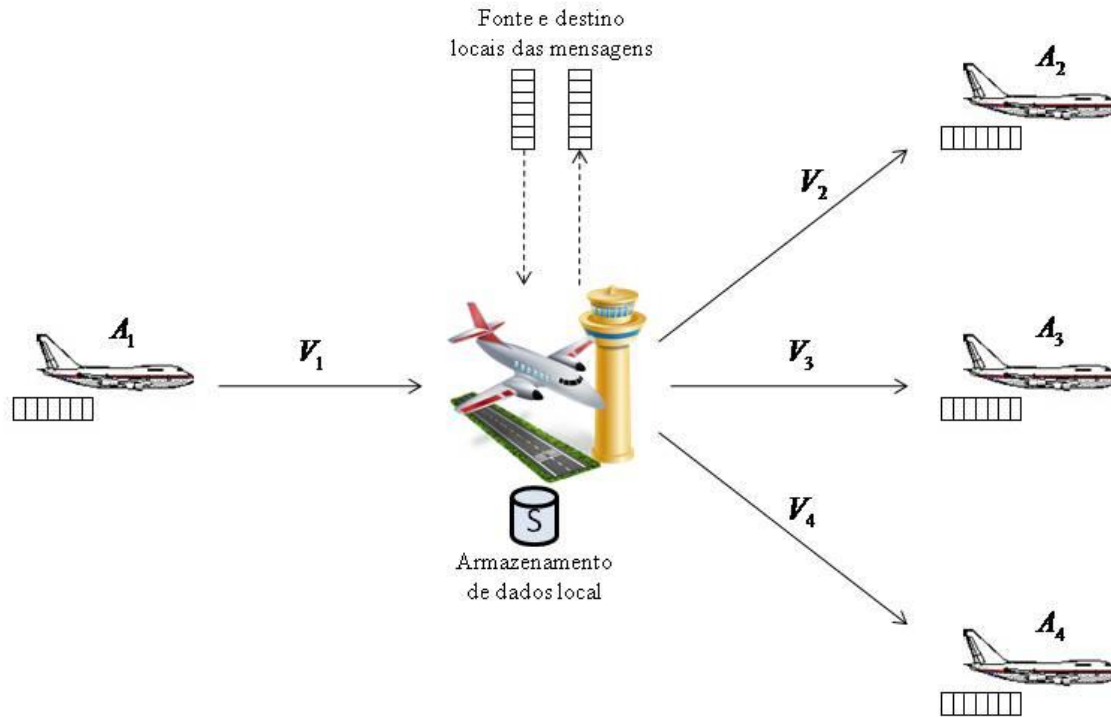 Fonte e destino
locais das mensagens
A₂
V₂
A₁
V₁
V₃
A₃
V₄
S
Armazenamento
de dados local
A₄